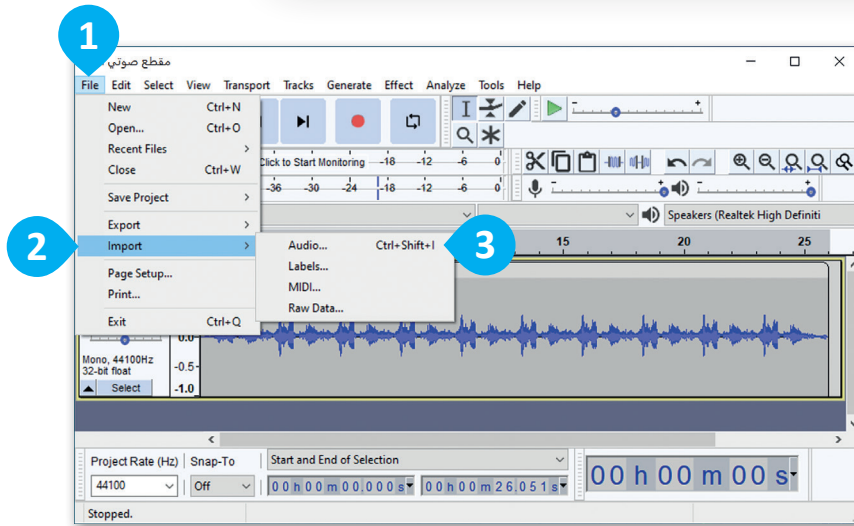 1
مقطع صوتي
File Edit Select View Transport Tracks Generate Effect Analyze Tools Help
New Ctrl+N
Open... Ctrl+O
Recent Files >
Close Ctrl+W
Save Project >
Export >
2 Import >
Page Setup...
Print...
Exit Ctrl+Q
Audio... Ctrl+Shift+I 3
Labels...
MIDI...
Raw Data...
Click to Start Monitoring -18 -12 -6 0
-36 -30 -24 -18 -12 -6 0
Speakers (Realtek High Definiti
15 20 25
0.0
Mono, 44100Hz
32-bit float
-0.5
Select -1.0
Project Rate (Hz) Snap-To Start and End of Selection
44100 Off 00h00m00.000s 00h00m26.051s 00 h 00 m 00 s
Stopped.